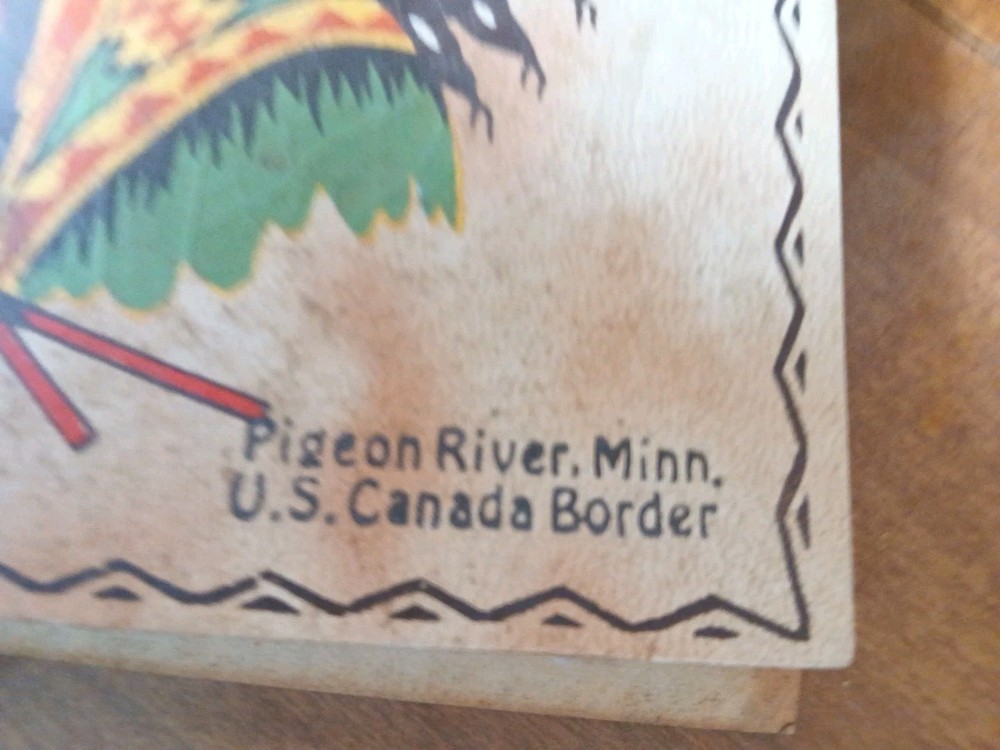 Pigeon River, Minn.
U.S. Canada Border